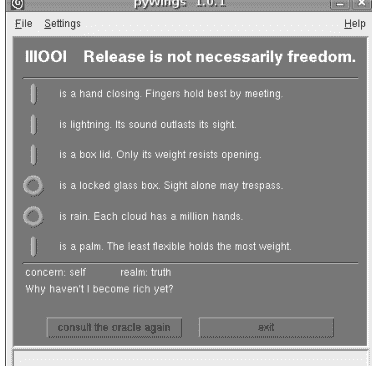 pywings 1.0.1
File Settings Help
IIIOOI Release is not necessarily freedom.
is a hand closing. Fingers hold best by meeting.
is lightning. Its sound outlasts its sight.
is a box lid. Only its weight resists opening.
is a locked glass box. Sight alone may trespass.
is rain. Each cloud has a million hands.
is a palm. The least flexible holds the most weight.
concern: self realm: truth
Why haven't I become rich yet?
consult the oracle again exit